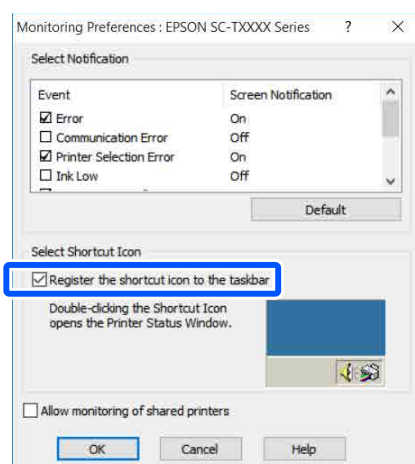 Monitoring Preferences : EPSON SC-TXXXX Series ? ×
Select Notification
Event Screen Notification
Error On
Communication Error Off
Printer Selection Error On
Ink Low Off
Default
Select Shortcut Icon
Register the shortcut icon to the taskbar
Double-clicking the Shortcut Icon
opens the Printer Status Window.
Allow monitoring of shared printers
OK Cancel Help